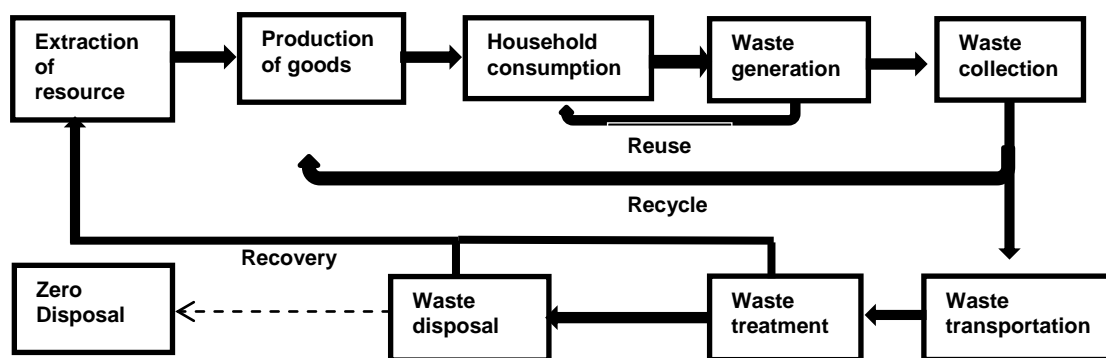 Extraction
of
resource
Production
of goods
Household
consumption
Waste
generation
Waste
collection
Reuse
Recycle
Recovery
Zero
Disposal
Waste
disposal
Waste
treatment
Waste
transportation